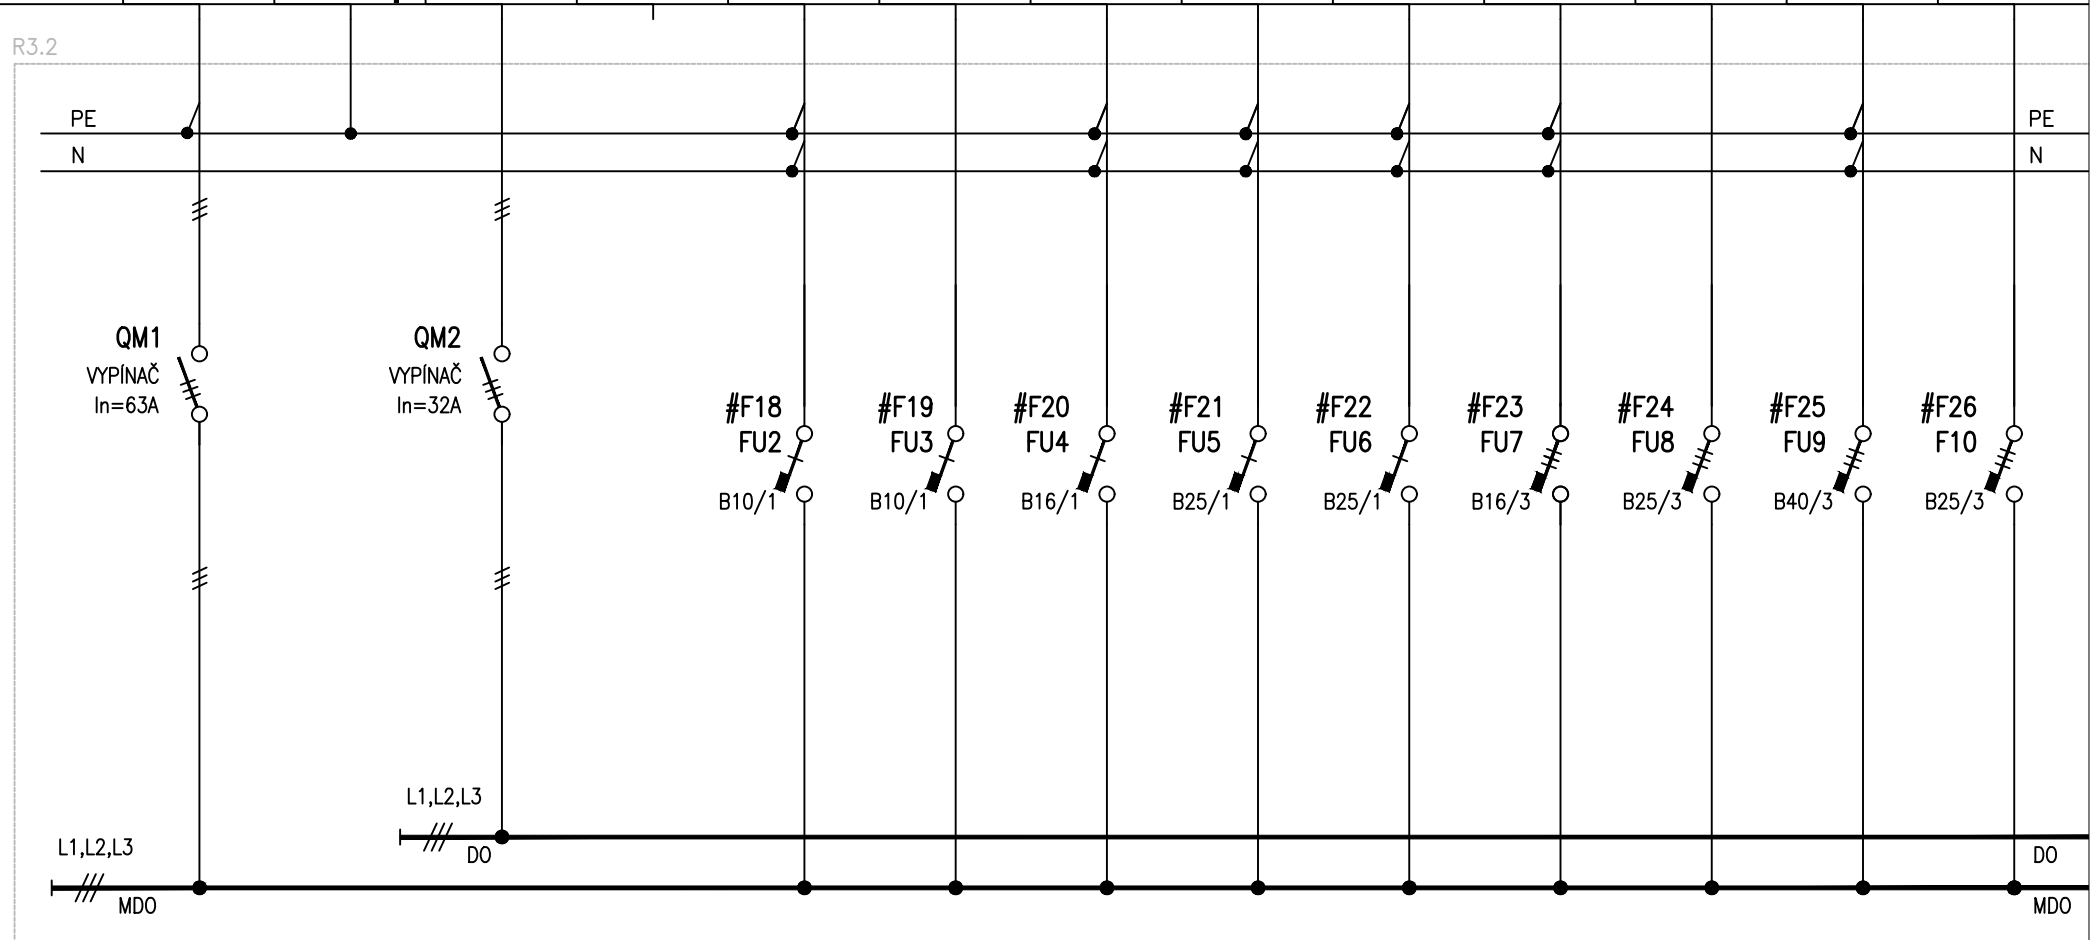 R3.2
PE
PE
N
N
QM1
VYPÍNAČ
In=63A
QM2
VYPÍNAČ
In=32A
#F18
FU2
B10/1
#F19
FU3
B10/1
#F20
FU4
B16/1
#F21
FU5
B25/1
#F22
FU6
B25/1
#F23
FU7
B16/3
#F24
FU8
B25/3
#F25
FU9
B40/3
#F26
F10
B25/3
L1,L2,L3
DO
DO
L1,L2,L3
MDO
MDO